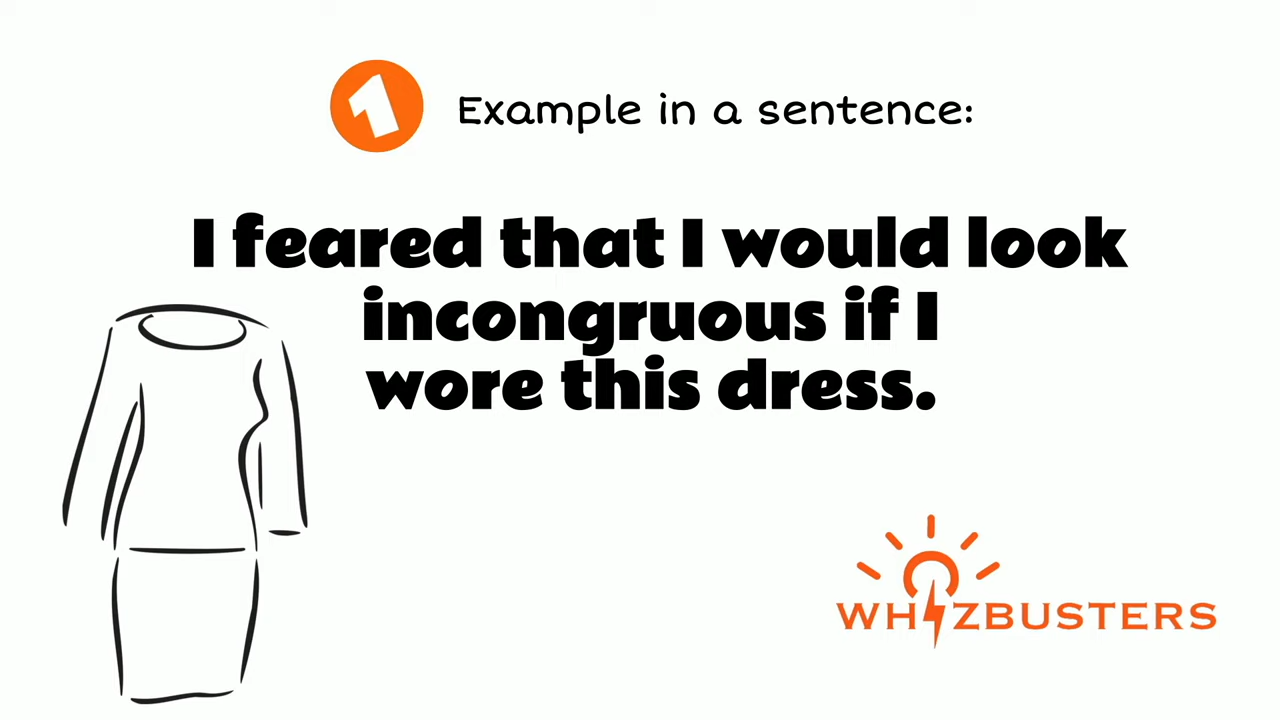 1 Example in a sentence:
I feared that I would look
incongruous if I
wore this dress.
WHIZBUSTERS